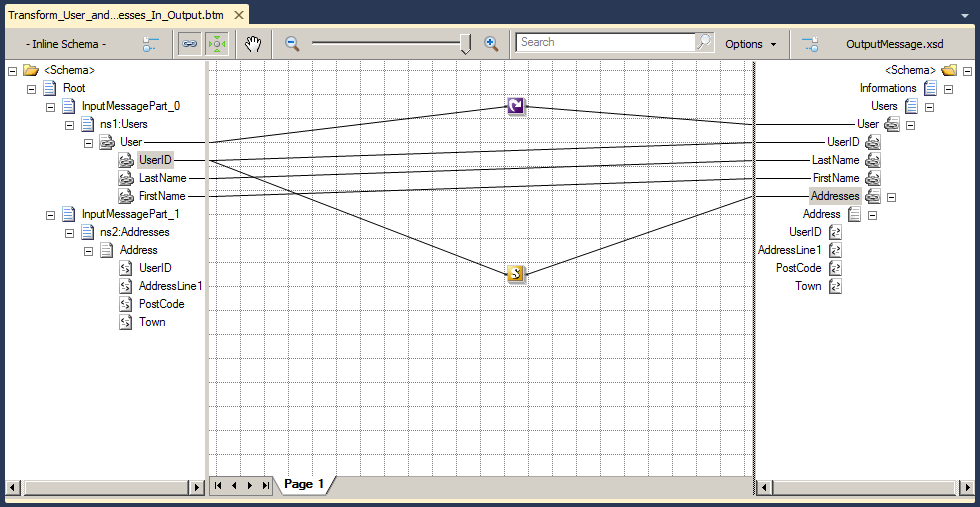 Transform_User_and...esses_In_Output.btm
- Inline Schema -
Search
Options
OutputMessage.xsd
<Schema>
Root
InputMessagePart_0
ns1:Users
User
UserID
LastName
FirstName
InputMessagePart_1
ns2:Addresses
Address
UserID
AddressLine1
PostCode
Town
Page 1
<Schema>
Informations
Users
User
UserID
LastName
FirstName
Addresses
Address
UserID
AddressLine1
PostCode
Town